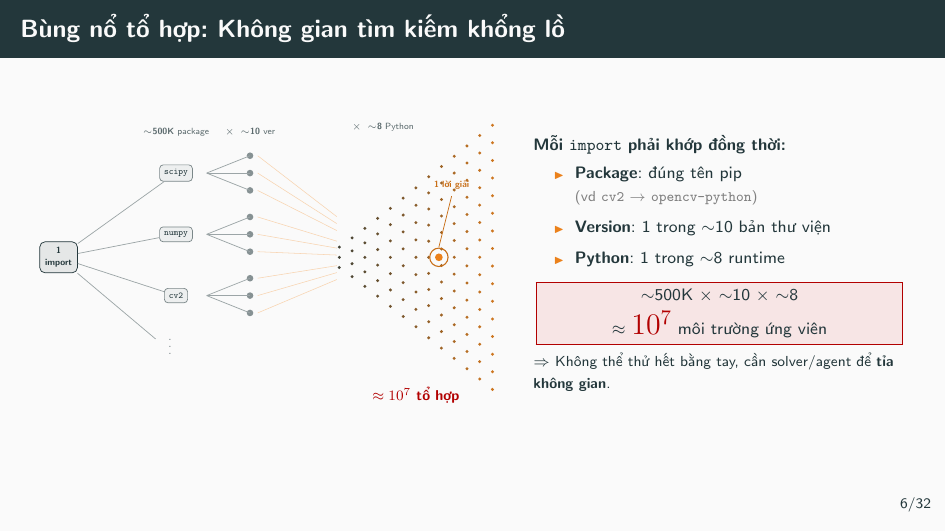 Bùng nổ tổ hợp: Không gian tìm kiếm khổng lồ
∼500K package × ∼10 ver
× ∼8 Python
scipy
numpy
cv2
1
import
1 lời giải
≈ 10⁷ tổ hợp
Mỗi import phải khớp đồng thời:
▶ Package: đúng tên pip
(vd cv2 → opencv-python)
▶ Version: 1 trong ∼10 bản thư viện
▶ Python: 1 trong ∼8 runtime
∼500K × ∼10 × ∼8
≈ 10⁷ môi trường ứng viên
⇒ Không thể thử hết bằng tay, cần solver/agent để tỉa
không gian.
6/32